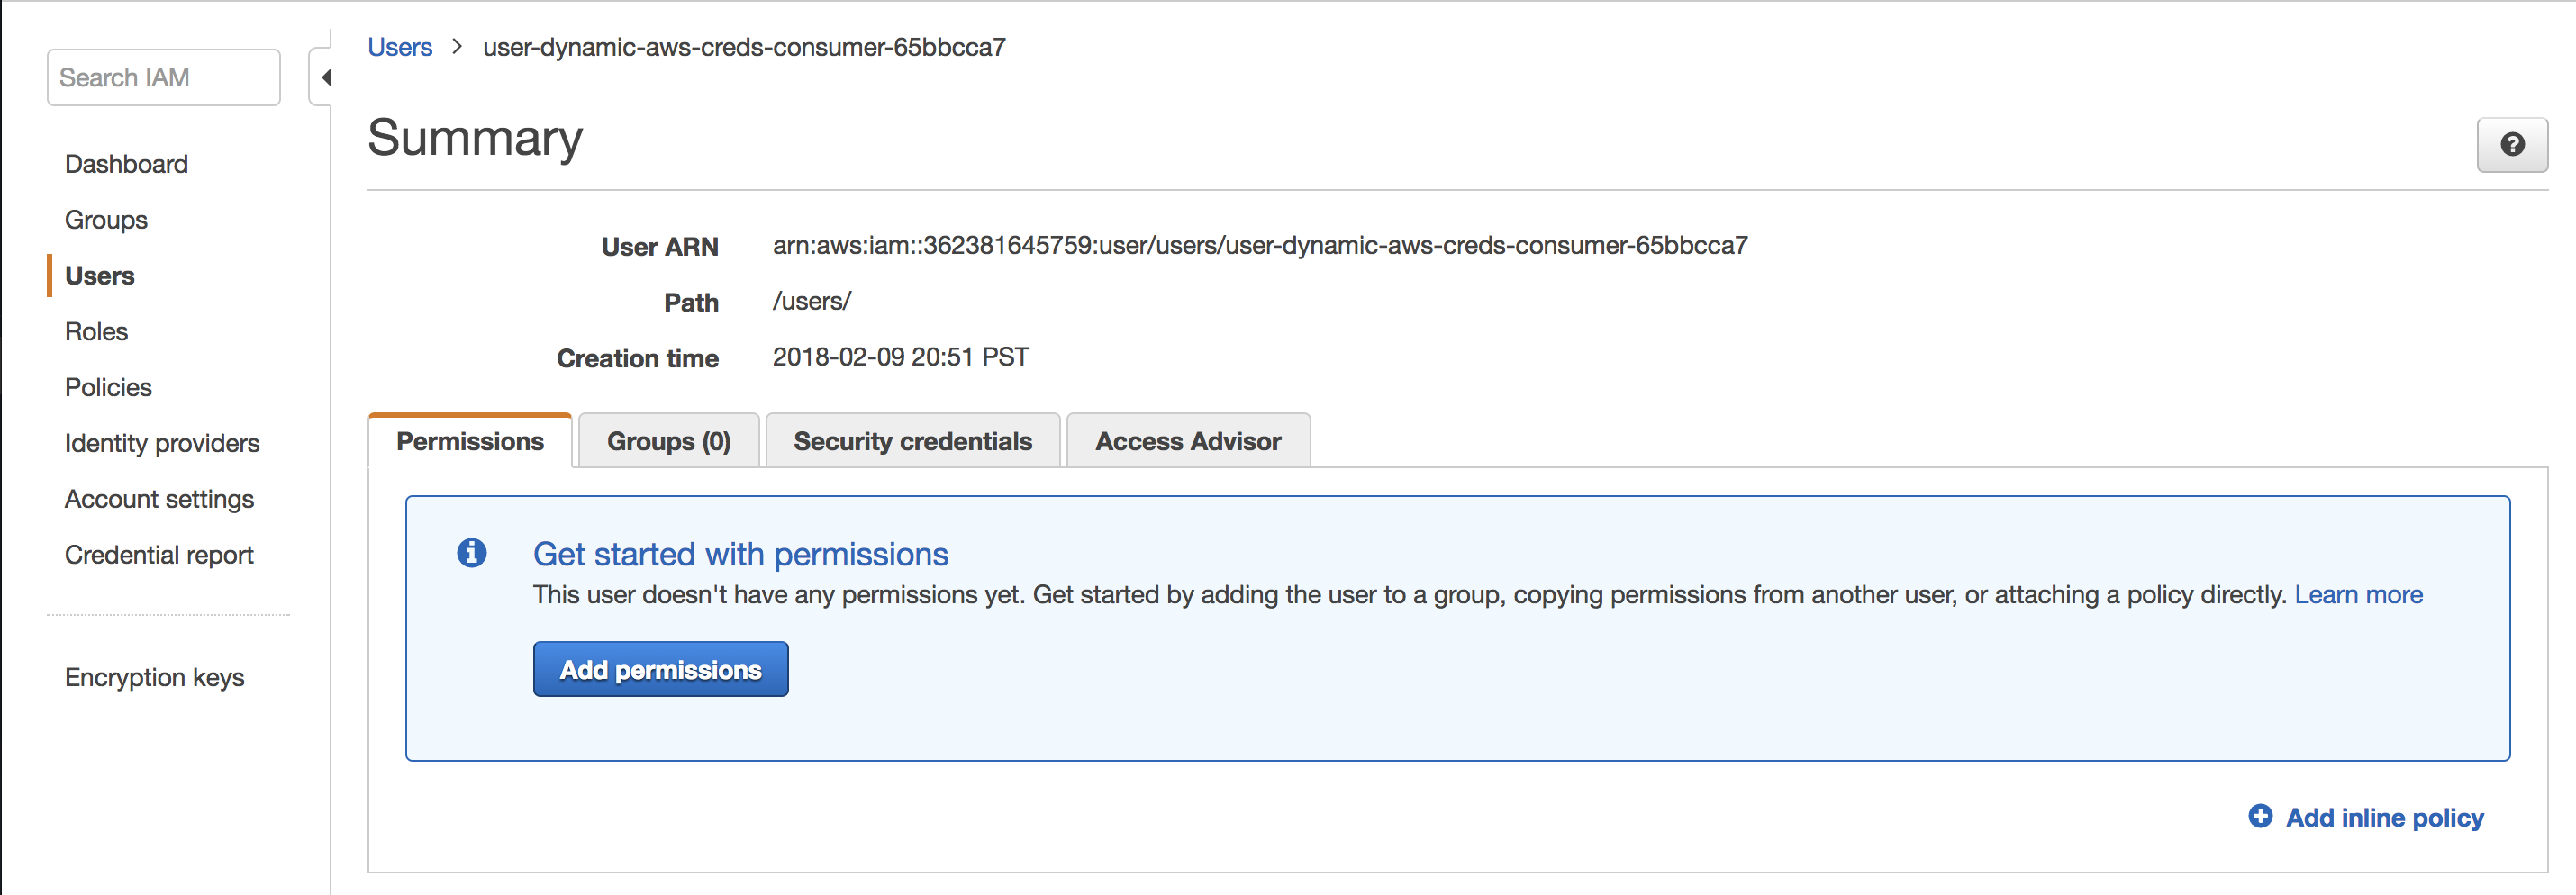 Search IAM
Dashboard
Groups
Users
Roles
Policies
Identity providers
Account settings
Credential report
Encryption keys
Users > user-dynamic-aws-creds-consumer-65bbcca7
Summary
User ARN arn:aws:iam::362381645759:user/users/user-dynamic-aws-creds-consumer-65bbcca7
Path /users/
Creation time 2018-02-09 20:51 PST
Permissions Groups (0) Security credentials Access Advisor
Get started with permissions
This user doesn't have any permissions yet. Get started by adding the user to a group, copying permissions from another user, or attaching a policy directly. Learn more
Add permissions
Add inline policy